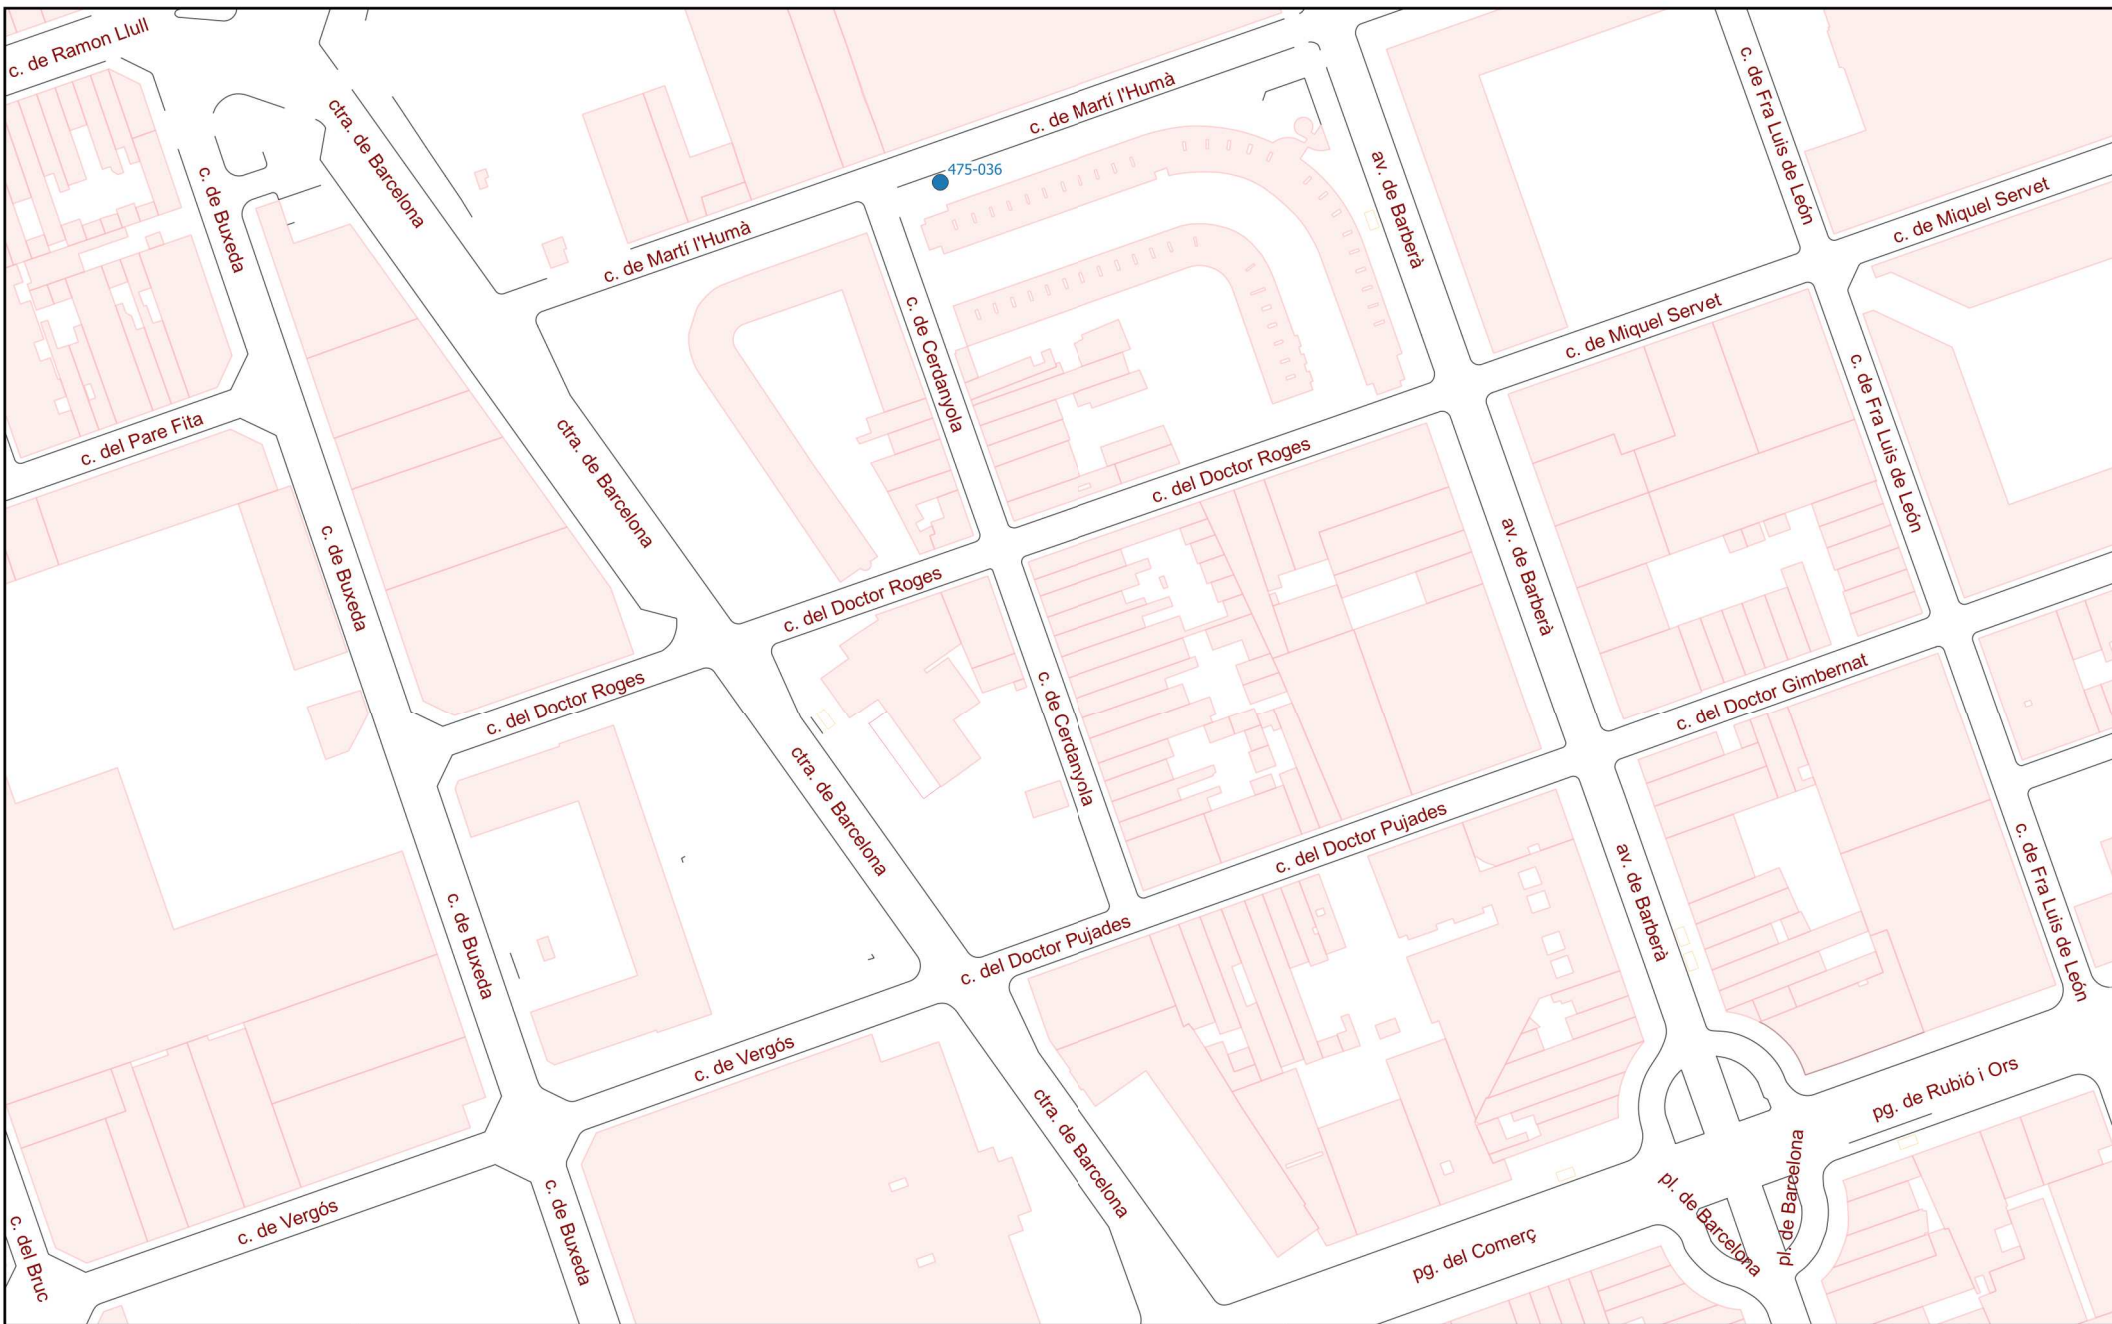 c. de Ramon Llull
ctra. de Barcelona
c. de Martí l'Humà
c. de Fra Luis de León
475-036
c. de Buxeda
av. de Barberà
c. de Miquel Servet
c. de Martí l'Humà
c. de Cerdanyola
c. de Miquel Servet
c. del Pare Fita
ctra. de Barcelona
c. de Fra Luis de León
c. del Doctor Roges
c. de Buxeda
av. de Barberà
c. del Doctor Roges
c. del Doctor Roges
c. de Cerdanyola
c. del Doctor Gimbernat
ctra. de Barcelona
c. del Doctor Pujades
c. de Fra Luis de León
av. de Barberà
c. de Buxeda
c. del Doctor Pujades
c. de Vergós
ctra. de Barcelona
pg. de Rubió i Ors
c. de Vergós
c. de Buxeda
pl. de Barcelona
pl. de Barcelona
c. del Bruc
pg. del Comerç